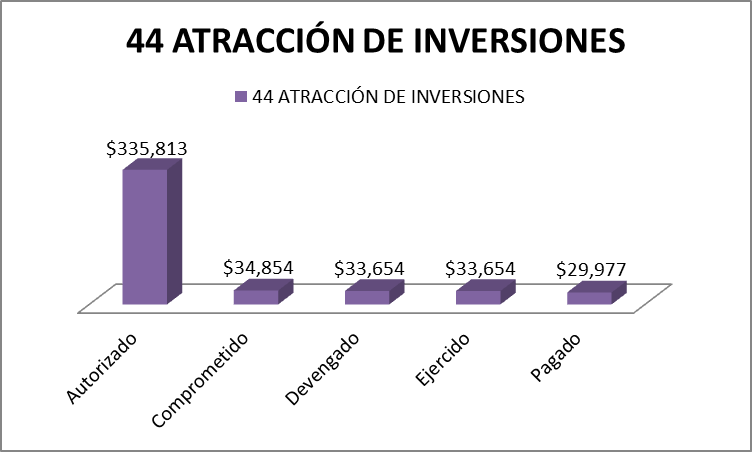 44 ATRACCIÓN DE INVERSIONES
44 ATRACCIÓN DE INVERSIONES
$335,813
$34,854
$33,654
$33,654
$29,977
Autorizado
Comprometido
Devengado
Ejercido
Pagado